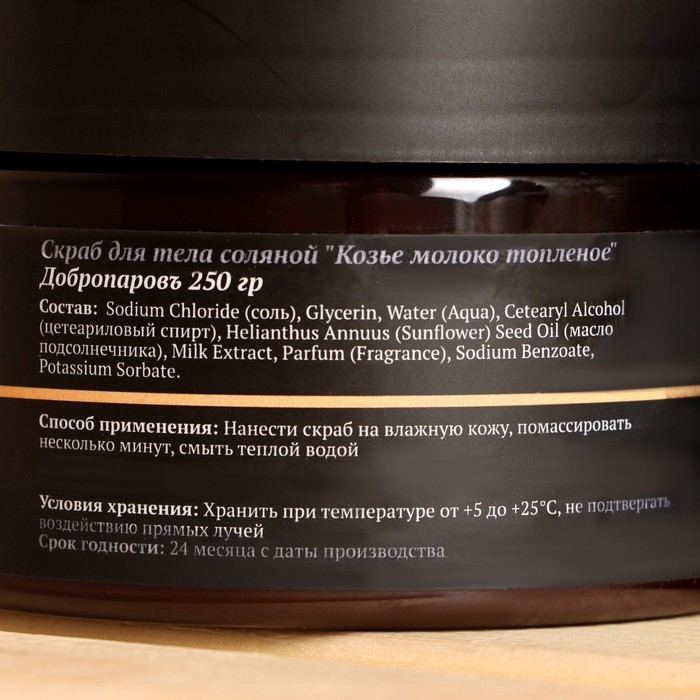 Скраб для тела соляной "Козье молоко топленое"
Добропаровъ 250 гр
Состав: Sodium Chloride (соль), Glycerin, Water (Aqua), Cetearyl Alcohol
(цетеариловый спирт), Helianthus Annuus (Sunflower) Seed Oil (масло
подсолнечника), Milk Extract, Parfum (Fragrance), Sodium Benzoate,
Potassium Sorbate.
Способ применения: Нанести скраб на влажную кожу, помассировать
несколько минут, смыть теплой водой
Условия хранения: Хранить при температуре от +5 до +25°С, не подтвергать
воздействию прямых лучей
Срок годности: 24 месяца с даты производства